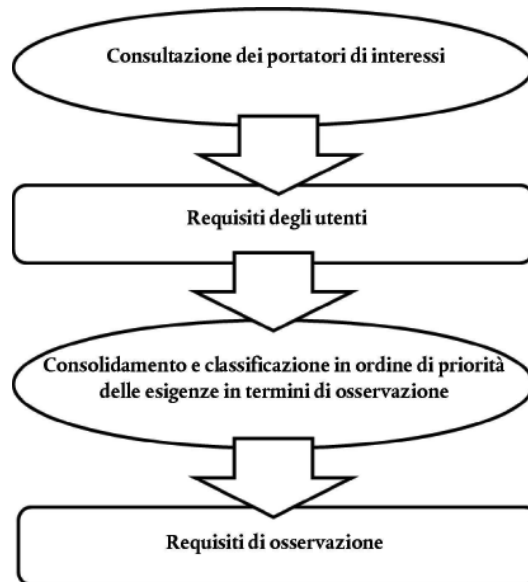 Consultazione dei portatori di interessi
Requisiti degli utenti
Consolidamento e classificazione in ordine di priorità
delle esigenze in termini di osservazione
Requisiti di osservazione